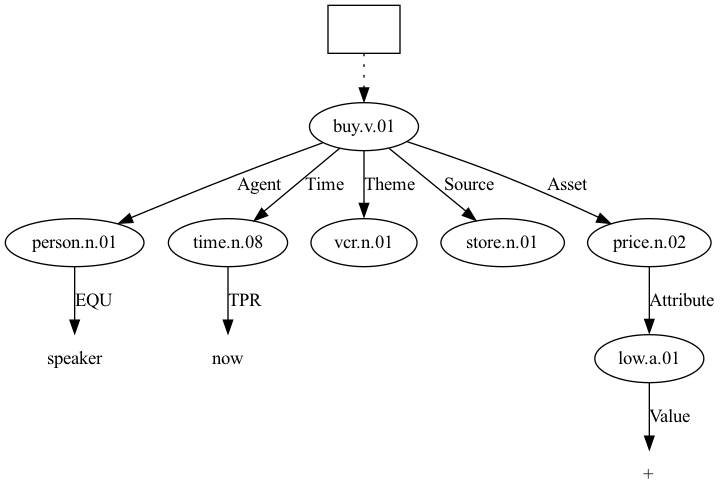 buy.v.01
Agent Time Theme Source Asset
person.n.01 time.n.08 vcr.n.01 store.n.01 price.n.02
EQU TPR Attribute
speaker now low.a.01
Value
+